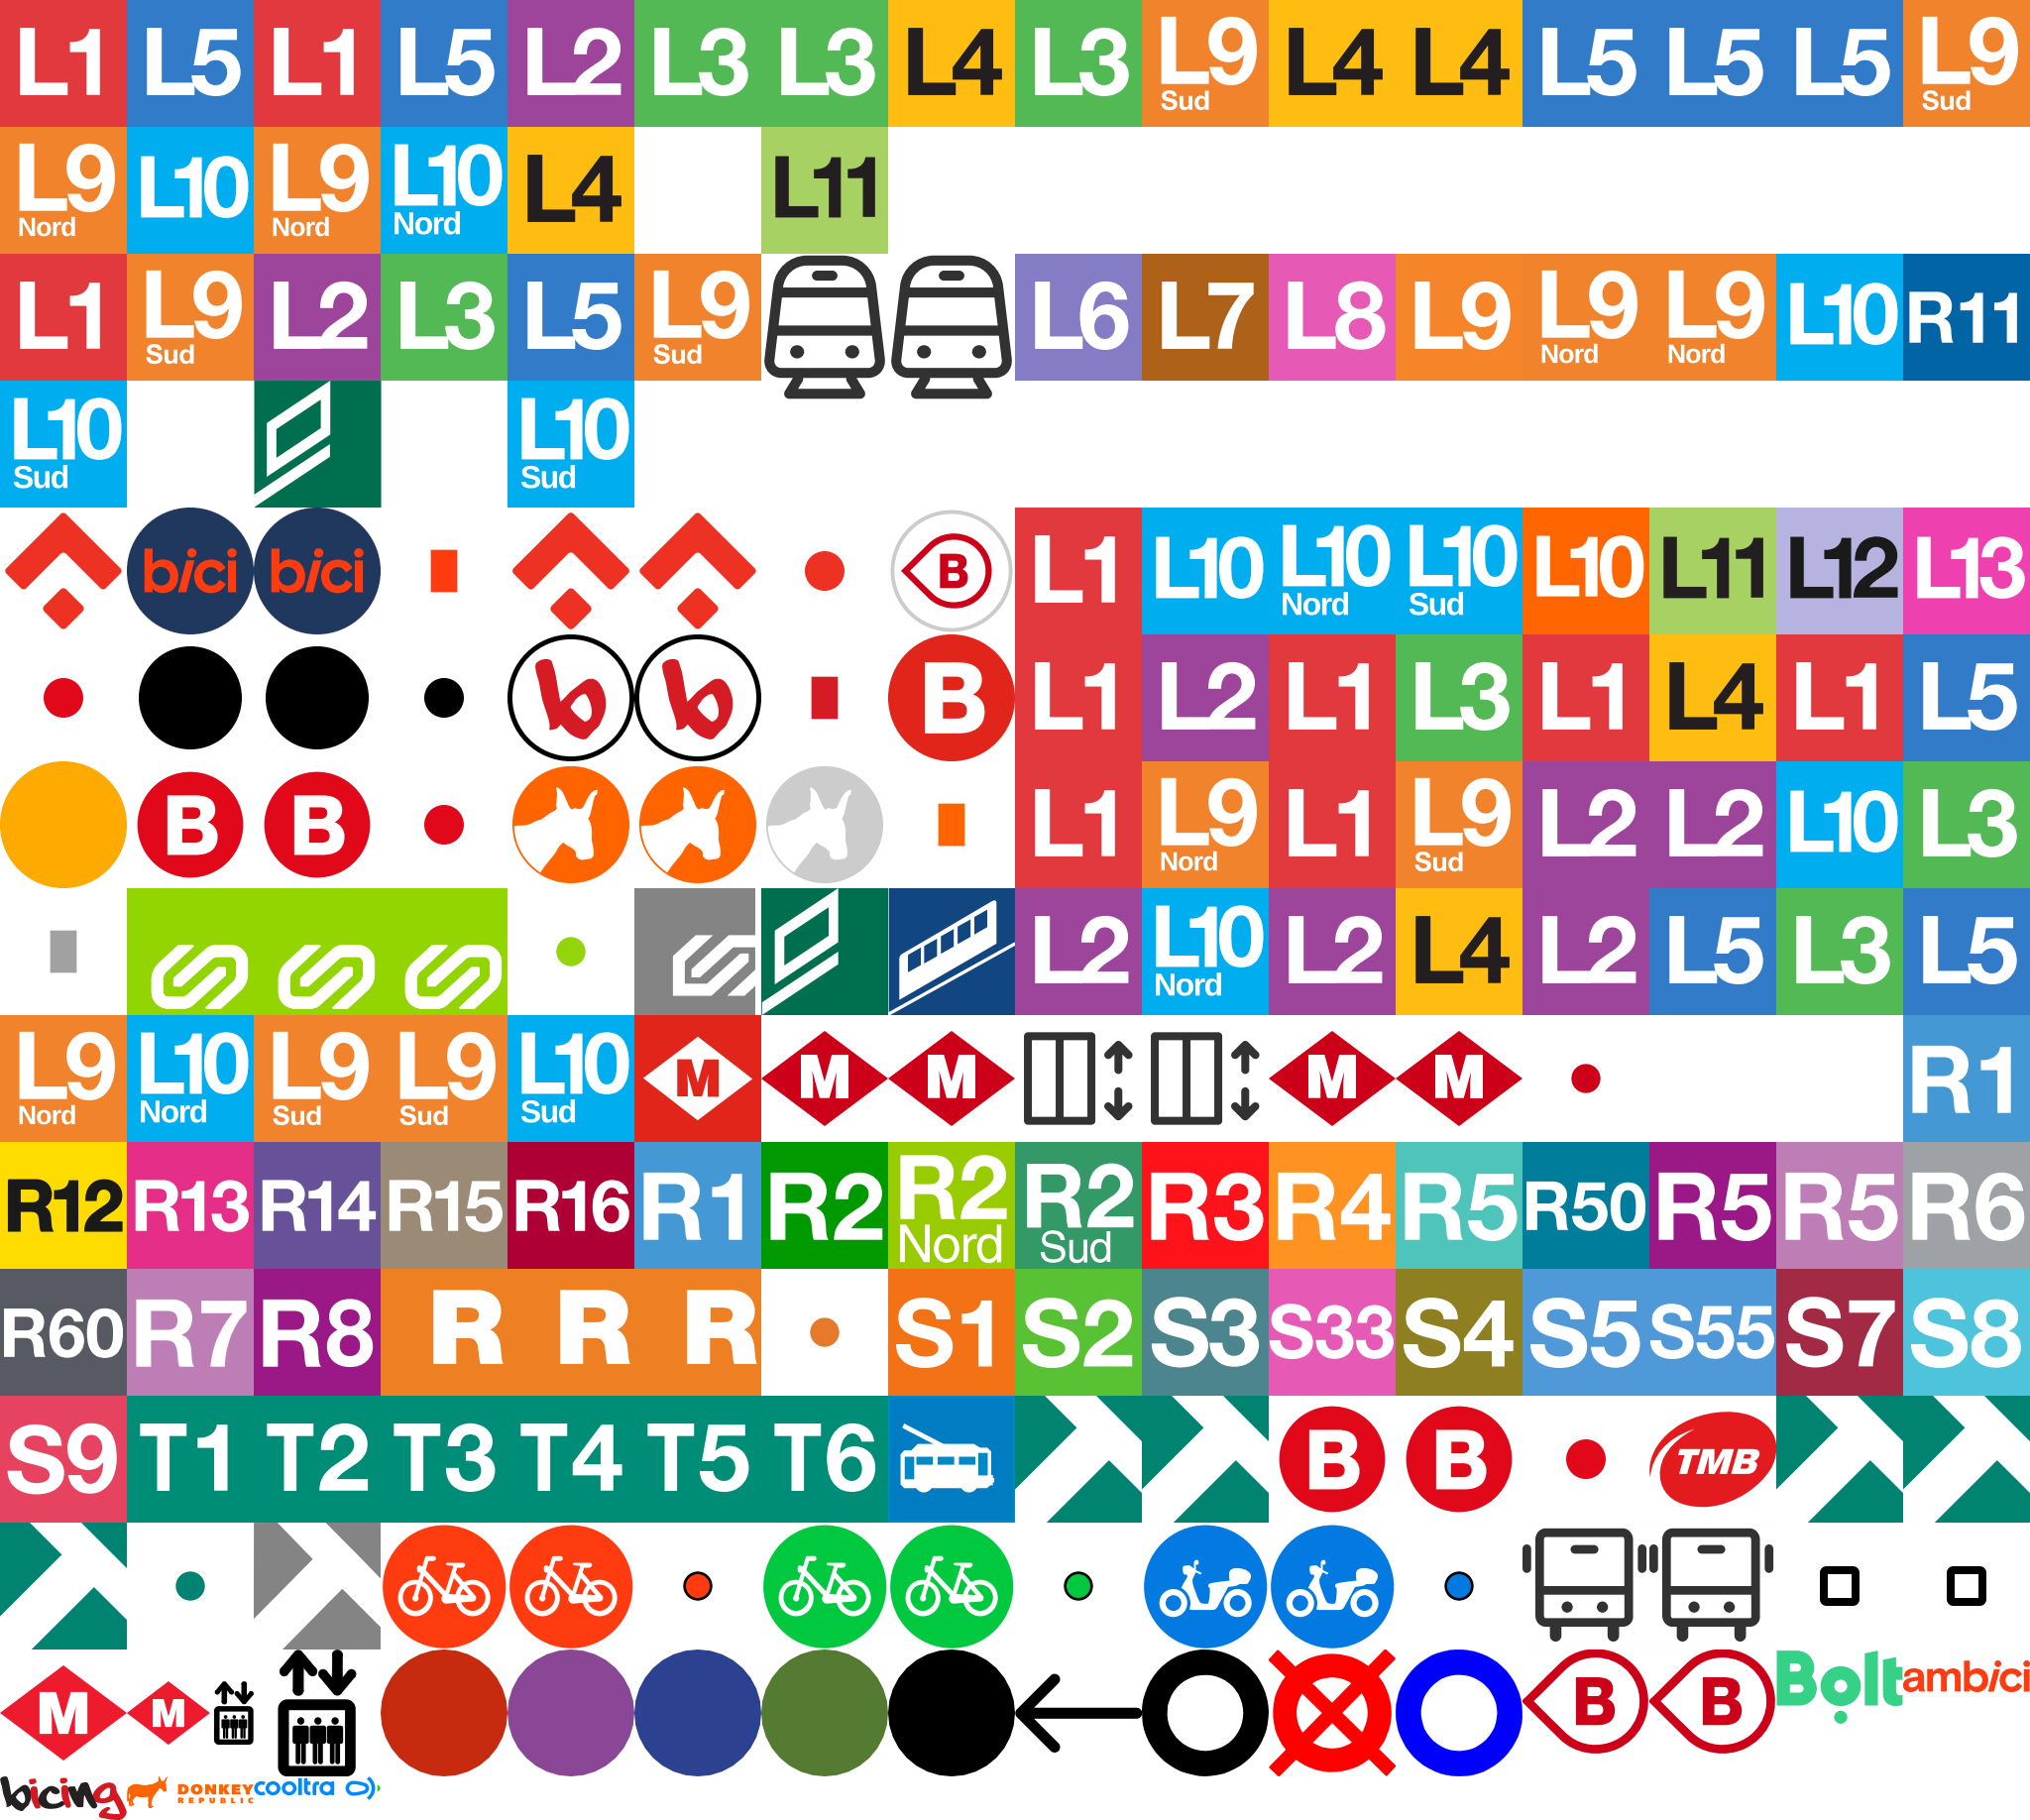 L1 L5 L1 L5 L2 L3 L3 L4 L3 L9 Sud L4 L4 L5 L5 L5 L9 Sud
L9 Nord L10 L9 Nord L10 Nord L4 L11
L1 L9 Sud L2 L3 L5 L9 Sud L6 L7 L8 L9 L9 Nord L9 Nord L10 R11
L10 Sud L10 Sud
bici bici B L1 L10 L10 Nord L10 Sud L10 L11 L12 L13
b b B L1 L2 L1 L3 L1 L4 L1 L5
B B L1 L9 Nord L1 L9 Sud L2 L2 L10 L3
L2 L10 Nord L2 L4 L2 L5 L3 L5
L9 Nord L10 Nord L9 Sud L9 Sud L10 Sud M M M M M R1
R12 R13 R14 R15 R16 R1 R2 R2 Nord R2 Sud R3 R4 R5 R50 R5 R5 R6
R60 R7 R8 R R R S1 S2 S3 S33 S4 S5 S55 S7 S8
S9 T1 T2 T3 T4 T5 T6 B B TMB
M M B B Bolt ambici
bicing DONKEY REPUBLIC cooltra